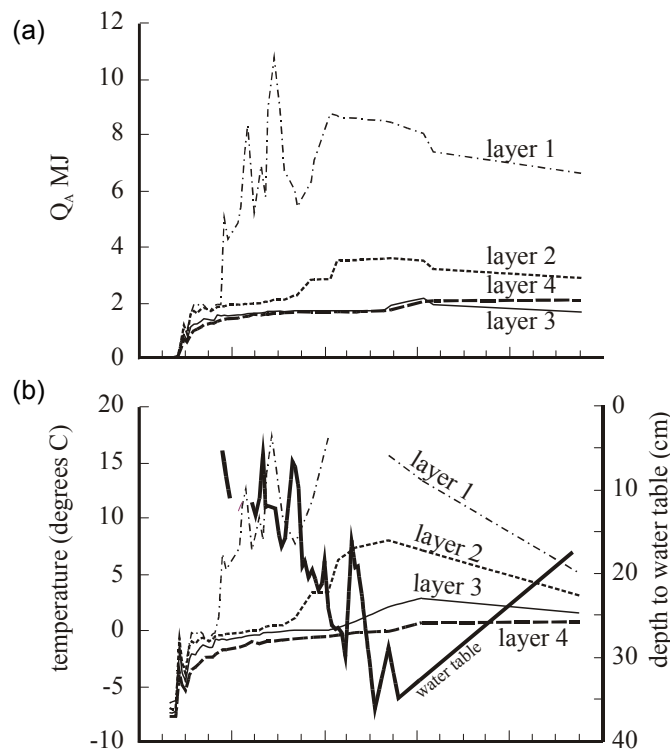 (a)
12
10
8
6
4
2
0
Q_A MJ
layer 1
layer 2
layer 4
layer 3
(b)
20
15
10
5
0
-5
-10
temperature (degrees C)
0
10
20
30
40
depth to water table (cm)
layer 1
layer 2
layer 3
layer 4
water table